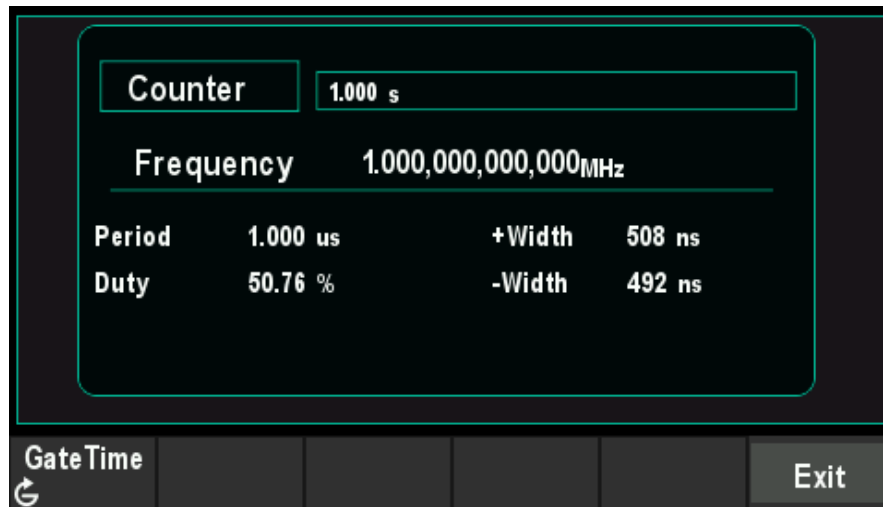 Counter 1.000 s
Frequency 1.000,000,000,000MHz
Period 1.000 us +Width 508 ns
Duty 50.76 % -Width 492 ns
GateTime
Exit